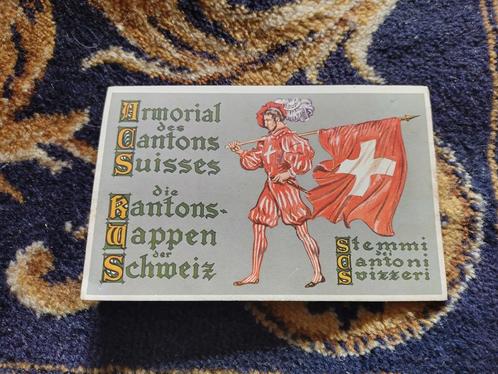 Armorial
des
Cantons
Suisses
die
Kantons-
Wappen
der
Schweiz
Stemmi
dei
Cantoni
Svizzeri